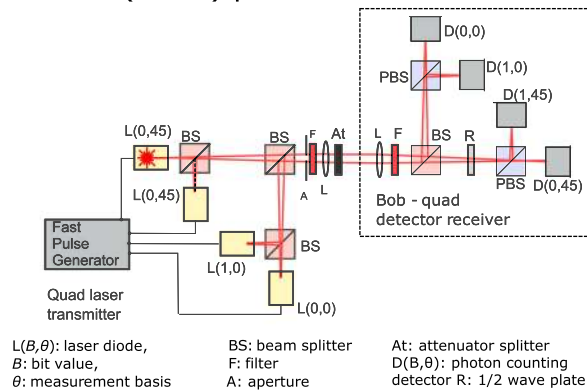 D(0,0)
PBS
D(1,0)
D(1,45)
L(0,45)
BS
BS
F
At
L
F
BS
R
A
L
L(0,45)
PBS
D(0,45)
Bob - quad
detector receiver
Fast
Pulse
Generator
L(1,0)
BS
Quad laser
transmitter
L(0,0)
L(B,θ): laser diode,
B: bit value,
θ: measurement basis
BS: beam splitter
F: filter
A: aperture
At: attenuator splitter
D(B,θ): photon counting
detector R: 1/2 wave plate